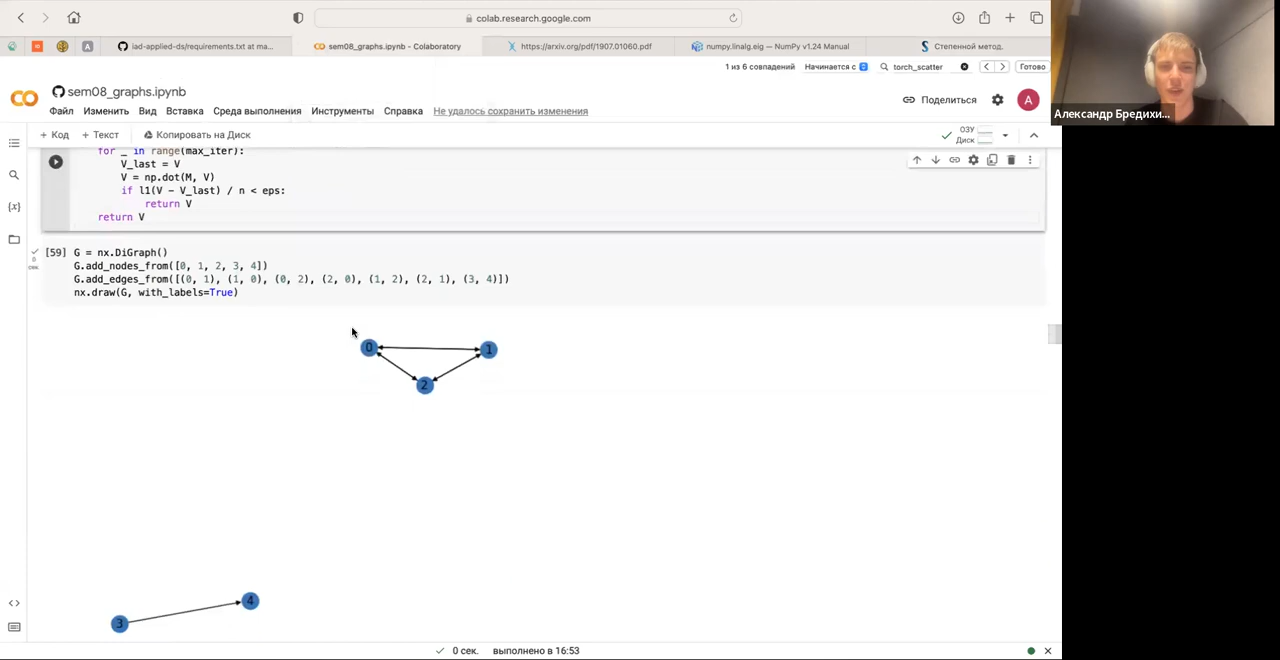 colab.research.google.com
iad-applied-ds/requirements.txt at ma...
sem08_graphs.ipynb - Colaboratory
https://arxiv.org/pdf/1907.01060.pdf
numpy.linalg.eig — NumPy v1.24 Manual
Степенной метод.
1 из 6 совпадений
Начинается с
torch_scatter
Готово
sem08_graphs.ipynb
Файл Изменить Вид Вставка Среда выполнения Инструменты Справка Не удалось сохранить изменения
Поделиться
A
Александр Бредихи...
+ Код + Текст Копировать на Диск
ОЗУ
Диск
for _ in range(max_iter):
V_last = V
V = np.dot(M, V)
if l1(V - V_last) / n < eps:
return V
return V
[59] G = nx.DiGraph()
0
сек.
G.add_nodes_from([0, 1, 2, 3, 4])
G.add_edges_from([(0, 1), (1, 0), (0, 2), (2, 0), (1, 2), (2, 1), (3, 4)])
nx.draw(G, with_labels=True)
0
1
2
4
3
0 сек. выполнено в 16:53